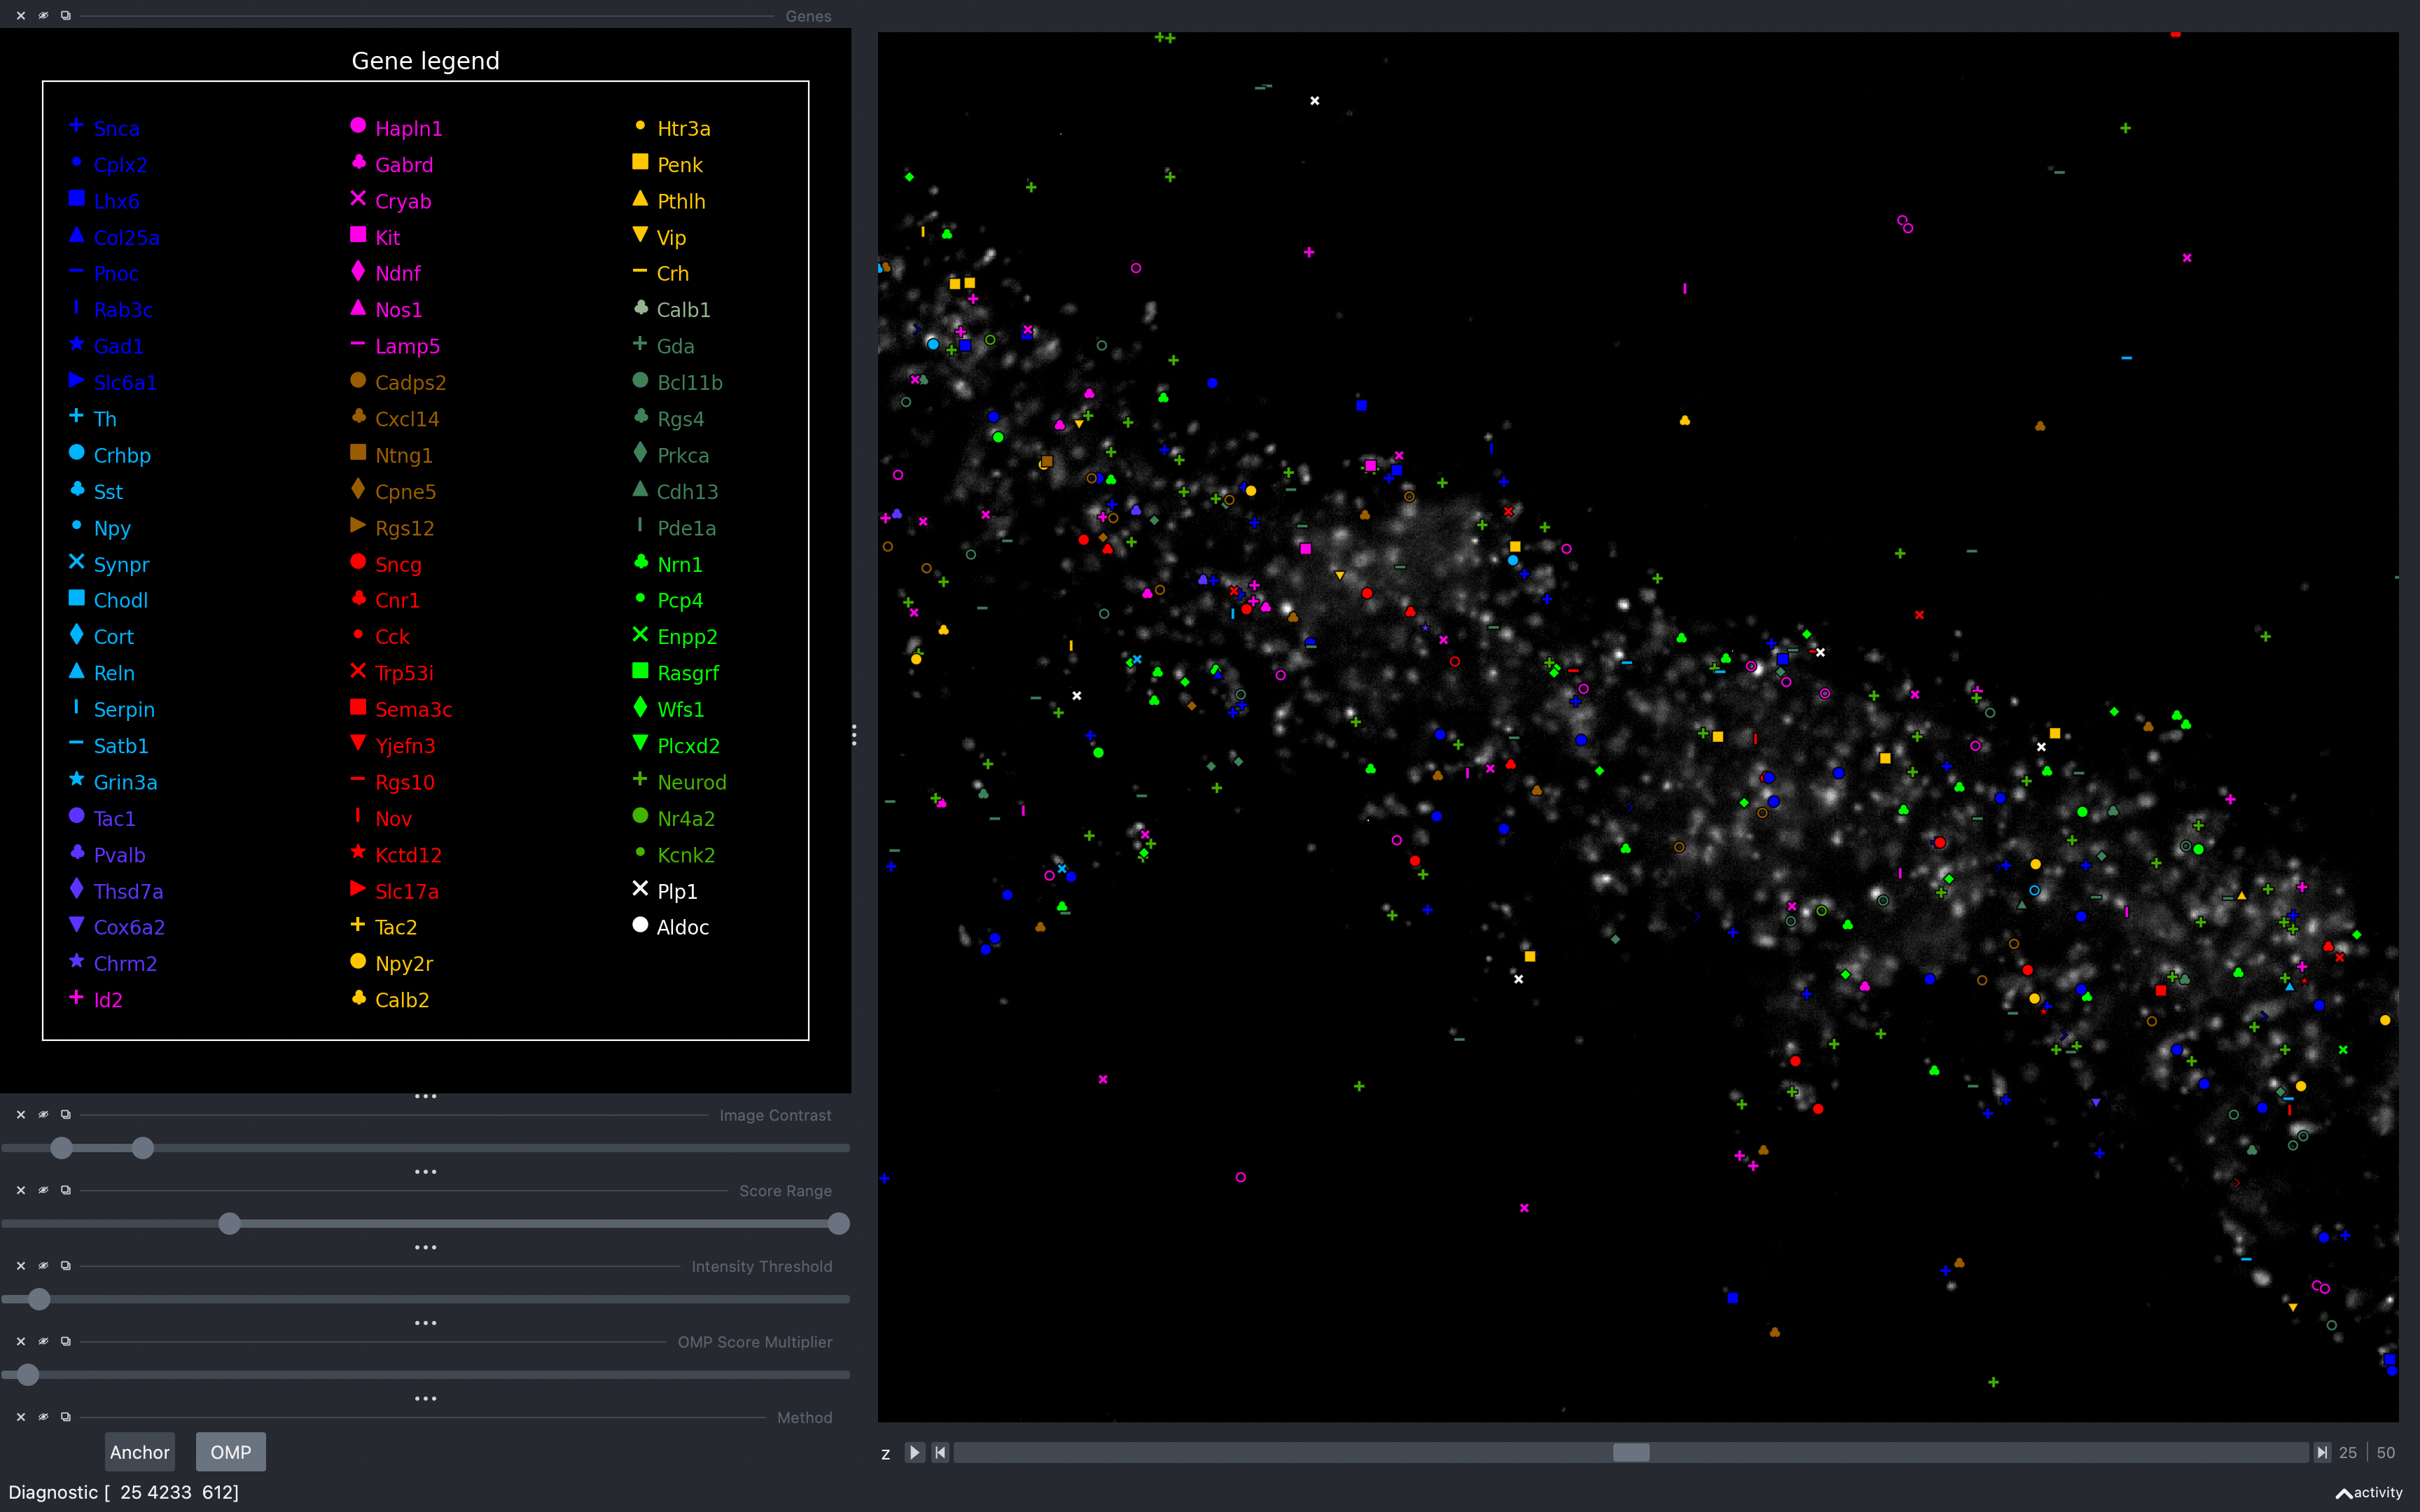 Genes
Gene legend
Snca
Cplx2
Lhx6
Col25a
Pnoc
Rab3c
Gad1
Slc6a1
Th
Crhbp
Sst
Npy
Synpr
Chodl
Cort
Reln
Serpin
Satb1
Grin3a
Tac1
Pvalb
Thsd7a
Cox6a2
Chrm2
Id2
Hapln1
Gabrd
Cryab
Kit
Ndnf
Nos1
Lamp5
Cadps2
Cxcl14
Ntng1
Cpne5
Rgs12
Sncg
Cnr1
Cck
Trp53i
Sema3c
Yjefn3
Rgs10
Nov
Kctd12
Slc17a
Tac2
Npy2r
Calb2
Htr3a
Penk
Pthlh
Vip
Crh
Calb1
Gda
Bcl11b
Rgs4
Prkca
Cdh13
Pde1a
Nrn1
Pcp4
Enpp2
Rasgrf
Wfs1
Plcxd2
Neurod
Nr4a2
Kcnk2
Plp1
Aldoc
Image Contrast
Score Range
Intensity Threshold
OMP Score Multiplier
Method
Anchor OMP
Diagnostic [ 25 4233 612]
z 25 | 50
activity